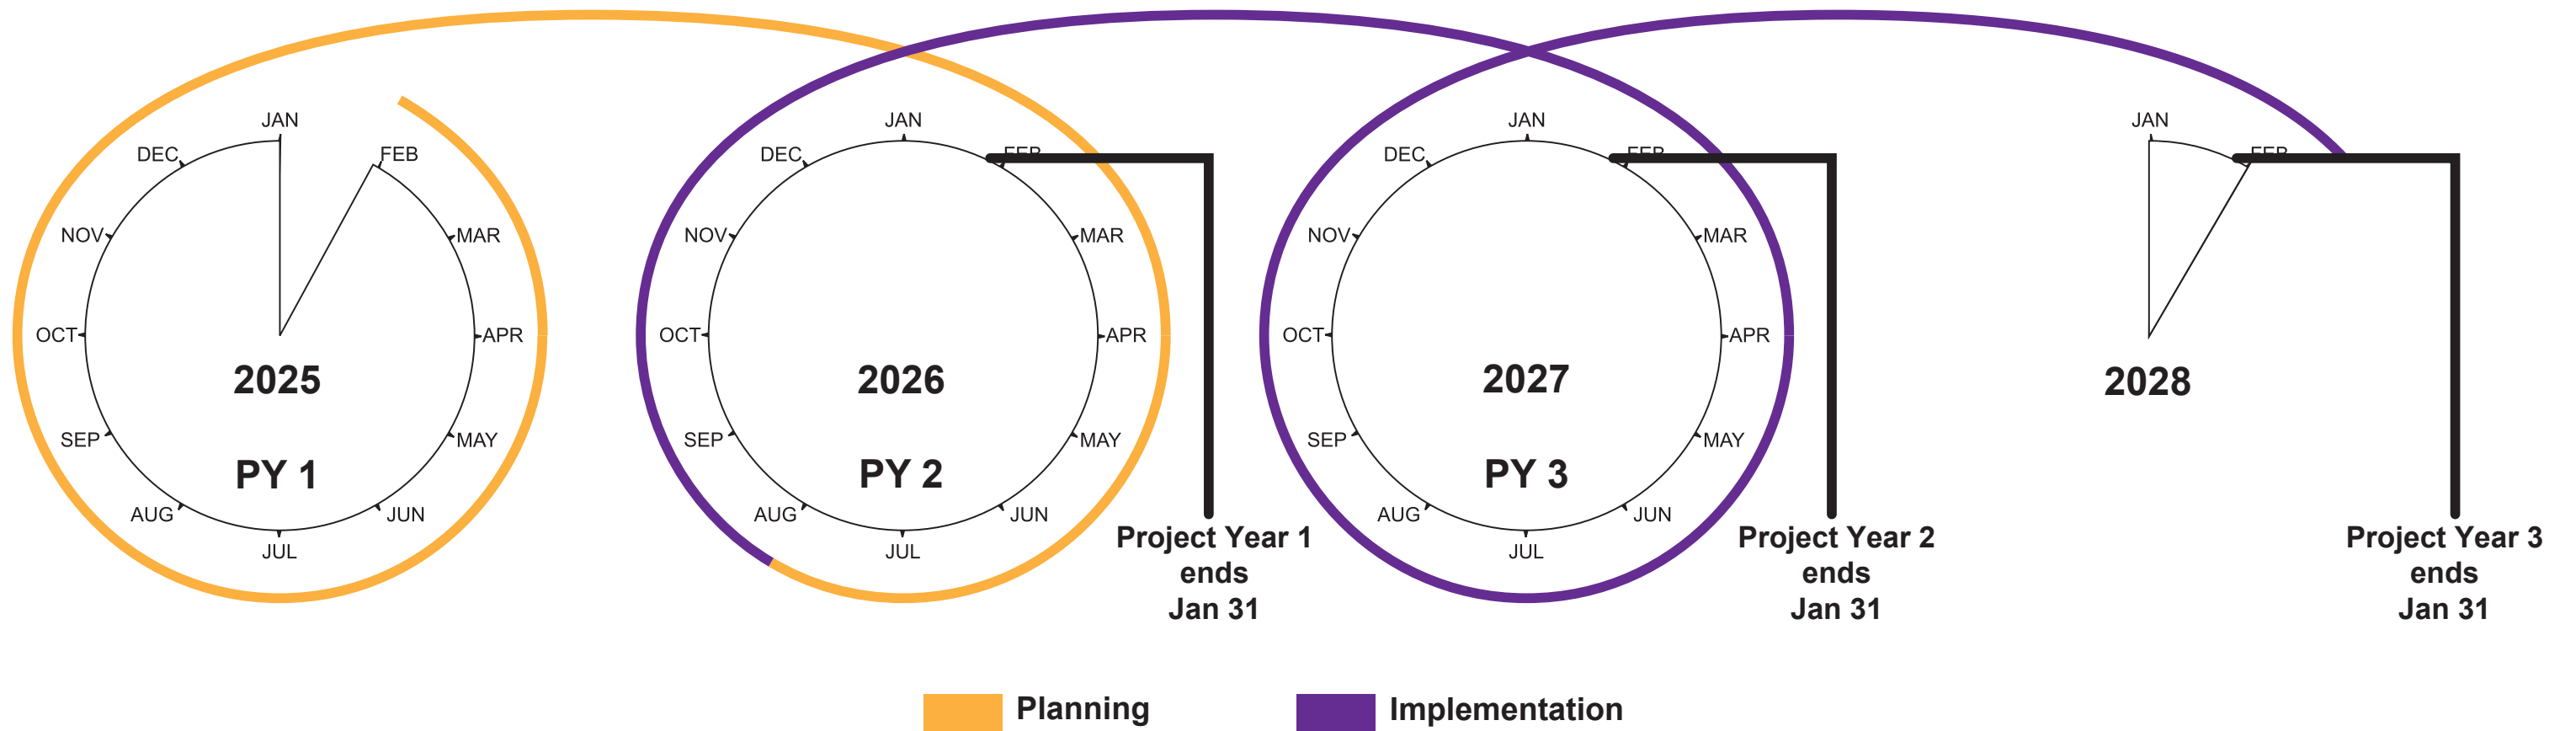 JAN
FEB
MAR
APR
MAY
JUN
JUL
AUG
SEP
OCT
NOV
DEC
2025
PY 1
JAN
FEB
MAR
APR
MAY
JUN
JUL
AUG
SEP
OCT
NOV
DEC
2026
PY 2
Project Year 1
ends
Jan 31
JAN
FEB
MAR
APR
MAY
JUN
JUL
AUG
SEP
OCT
NOV
DEC
2027
PY 3
Project Year 2
ends
Jan 31
JAN
FEB
2028
Project Year 3
ends
Jan 31
Planning
Implementation